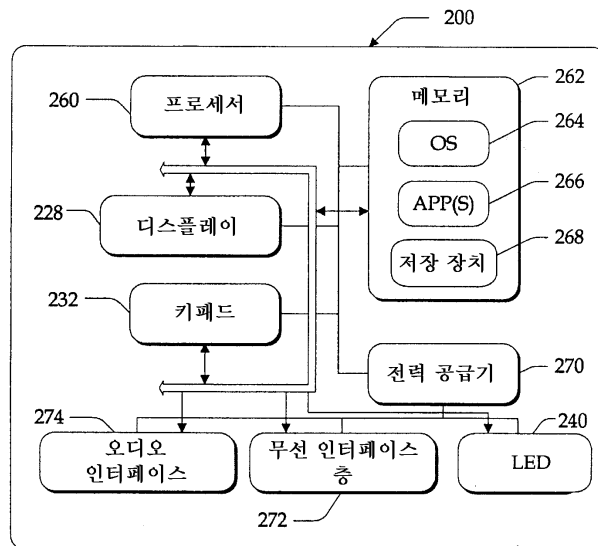 200
260
프로세서
메모리
262
OS
264
APP(S)
266
228
디스플레이
저장 장치
268
232
키패드
전력 공급기
270
274
오디오
인터페이스
무선 인터페이스
층
272
240
LED